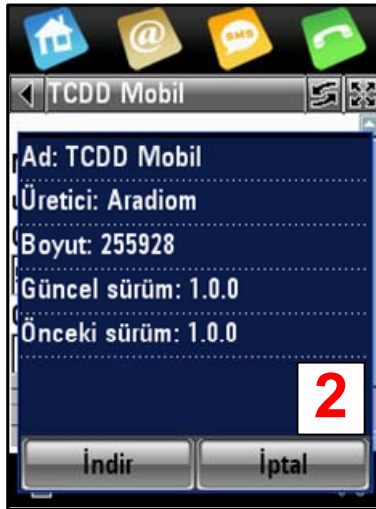 @
SMS
TCDD Mobil
Ad: TCDD Mobil
Üretici: Aradiom
Boyut: 255928
Güncel sürüm: 1.0.0
Önceki sürüm: 1.0.0
2
İndir İptal